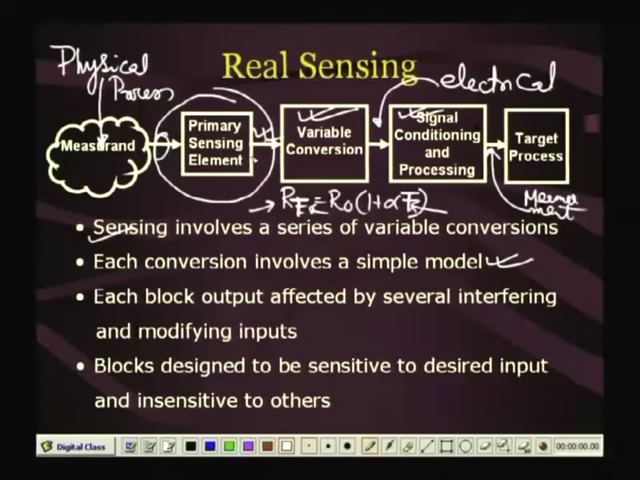 Real Sensing
Physical
Process
electrical
Measurand
Primary
Sensing
Element
Variable
Conversion
Signal
Conditioning
and
Processing
Target
Process
Measure
ment
• Sensing involves a series of variable conversions
• Each conversion involves a simple model
• Each block output affected by several interfering
and modifying inputs
• Blocks designed to be sensitive to desired input
and insensitive to others
Digital Class
00:00:00.00